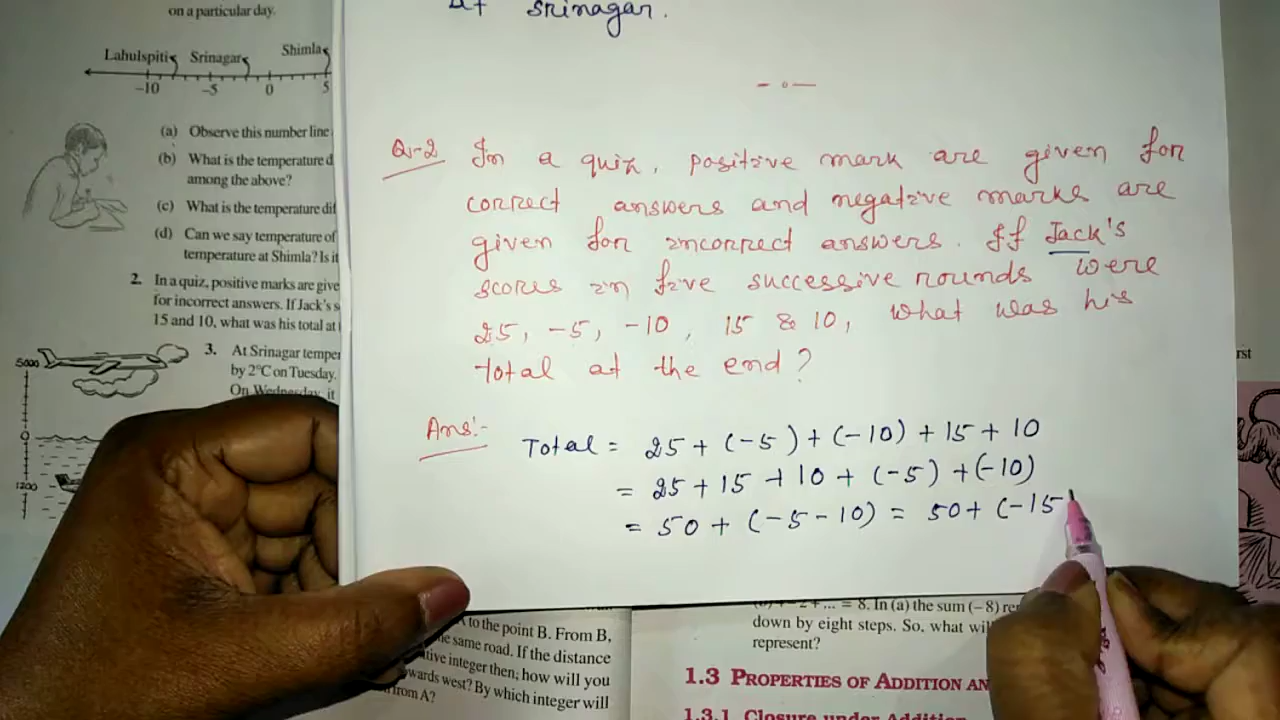 on a particular day.
Lahulspiti Srinagar Shimla
-10 -5 0 5
(a) Observe this number line
(b) What is the temperature d
among the above?
(c) What is the temperature dif
(d) Can we say temperature of
temperature at Shimla? Is it
2. In a quiz, positive marks are give
for incorrect answers. If Jack's s
15 and 10, what was his total at
3. At Srinagar temper
by 2°C on Tuesday.
On Wednesday, it
5000
0
1200
at Srinagar.
Q-2 In a quiz, positive mark are given for
correct answers and negative marks are
given for incorrect answers. If Jack's
scores in five successive rounds were
25, -5, -10, 15 & 10, what was his
total at the end?
Ans:- Total = 25 + (-5) + (-10) + 15 + 10
= 25 + 15 + 10 + (-5) + (-10)
= 50 + (-5 - 10) = 50 + (-15
rst
to the point B. From B,
same road. If the distance
tive integer then; how will you
wards west? By which integer will
from A?
+ ... = 8. In (a) the sum (– 8) re
down by eight steps. So, what wil
represent?
1.3 PROPERTIES OF ADDITION AN
1.3.1 Closure under Addition